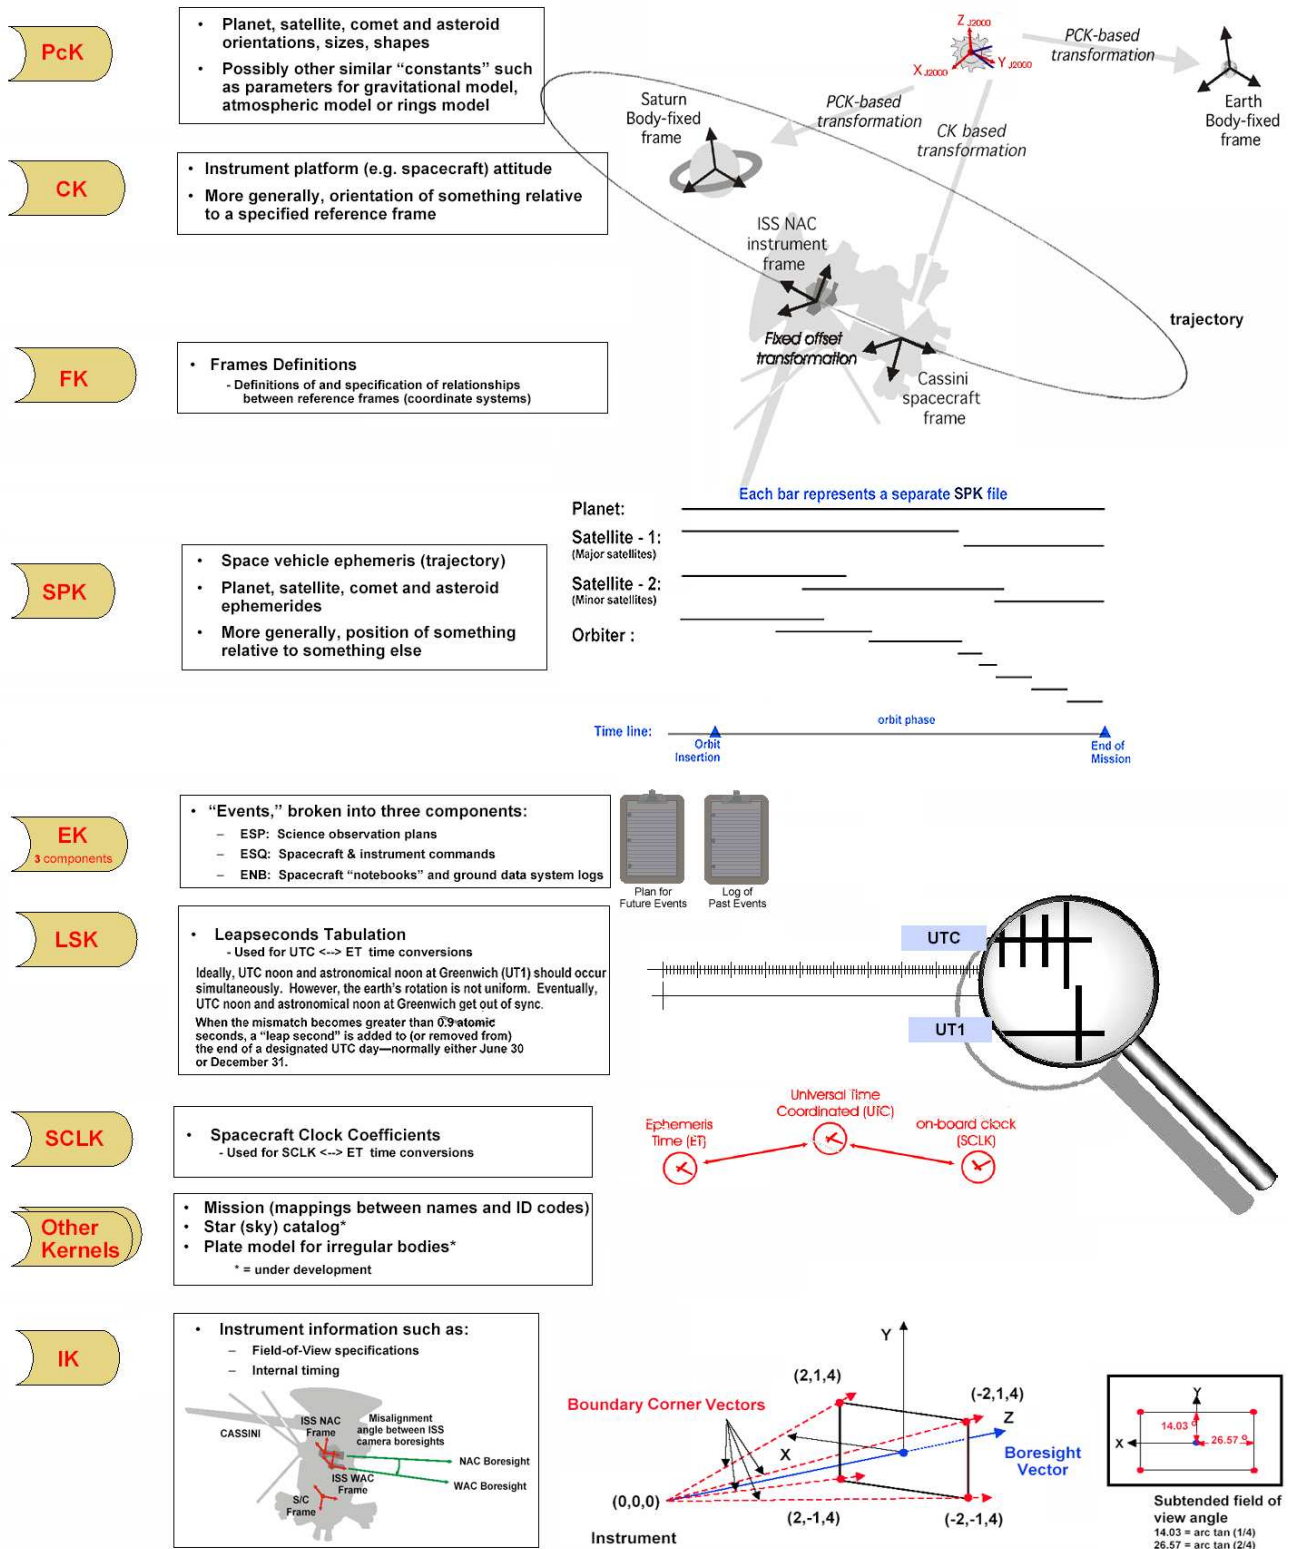 PcK
• Planet, satellite, comet and asteroid
orientations, sizes, shapes
• Possibly other similar “constants” such
as parameters for gravitational model,
atmospheric model or rings model
Z J2000
X J2000
Y J2000
PCK-based
transformation
Earth
Body-fixed
frame
Saturn
Body-fixed
frame
PCK-based
transformation
CK based
transformation
CK
• Instrument platform (e.g. spacecraft) attitude
• More generally, orientation of something relative
to a specified reference frame
ISS NAC
instrument
frame
trajectory
Fixed offset
transformation
Cassini
spacecraft
frame
FK
• Frames Definitions
- Definitions of and specification of relationships
between reference frames (coordinate systems)
Each bar represents a separate SPK file
Planet:
Satellite - 1:
(Major satellites)
Satellite - 2:
(Minor satellites)
Orbiter :
SPK
• Space vehicle ephemeris (trajectory)
• Planet, satellite, comet and asteroid
ephemerides
• More generally, position of something
relative to something else
Time line:
orbit phase
Orbit
Insertion
End of
Mission
EK
3 components
• “Events,” broken into three components:
– ESP: Science observation plans
– ESQ: Spacecraft & instrument commands
– ENB: Spacecraft “notebooks” and ground data system logs
Plan for
Future Events
Log of
Past Events
LSK
• Leapseconds Tabulation
- Used for UTC <--> ET time conversions
Ideally, UTC noon and astronomical noon at Greenwich (UT1) should occur
simultaneously. However, the earth's rotation is not uniform. Eventually,
UTC noon and astronomical noon at Greenwich get out of sync.
When the mismatch becomes greater than 0.9 atomic
seconds, a “leap second” is added to (or removed from)
the end of a designated UTC day—normally either June 30
or December 31.
UTC
UT1
SCLK
• Spacecraft Clock Coefficients
- Used for SCLK <--> ET time conversions
Ephemeris
Time (ET)
Universal Time
Coordinated (UTC)
on-board clock
(SCLK)
Other
Kernels
• Mission (mappings between names and ID codes)
• Star (sky) catalog*
• Plate model for irregular bodies*
* = under development
IK
• Instrument information such as:
– Field-of-View specifications
– Internal timing
CASSINI
ISS NAC
Frame
Misalignment
angle between ISS
camera boresights
NAC Boresight
WAC Boresight
ISS WAC
Frame
S/C
Frame
Y
(2,1,4)
(-2,1,4)
Boundary Corner Vectors
Z
X
Boresight
Vector
(0,0,0)
(2,-1,4)
(-2,-1,4)
Instrument
Y
14.03 º
X
26.57 º
Subtended field of
view angle
14.03 = arc tan (1/4)
26.57 = arc tan (2/4)